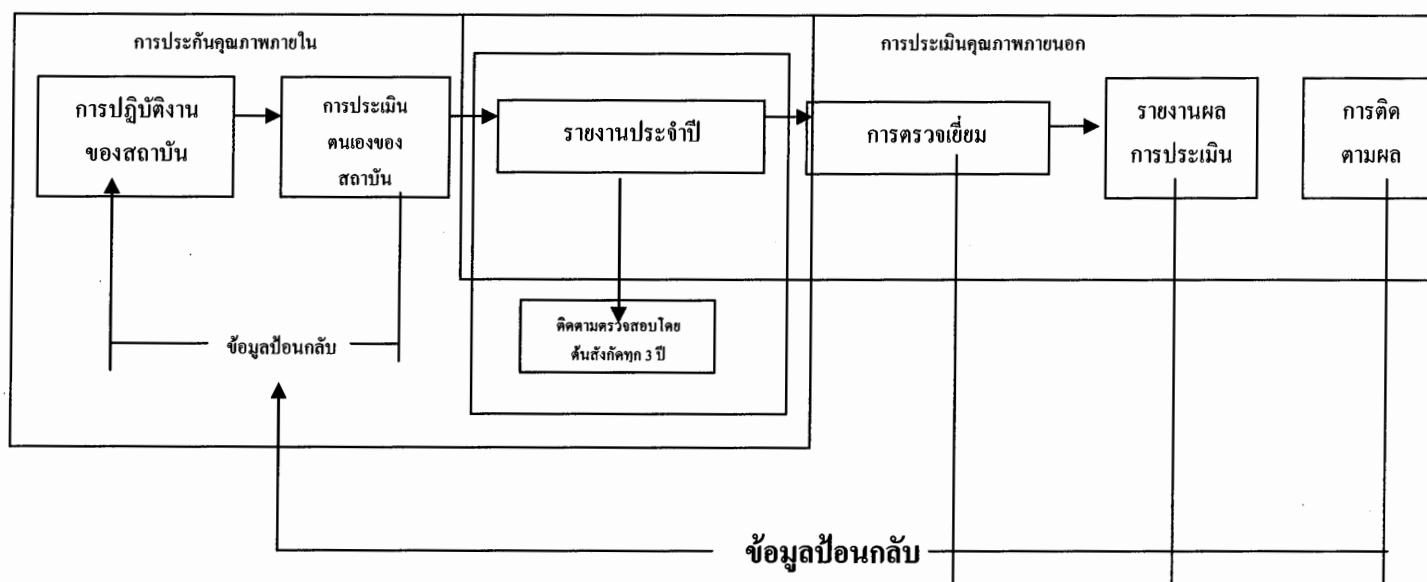 การประกันคุณภาพภายใน
การประเมินคุณภาพภายนอก
การปฏิบัติงาน
ของสถาบัน
การประเมิน
ตนเองของ
สถาบัน
รายงานประจำปี
การตรวจเยี่ยม
รายงานผล
การประเมิน
การติด
ตามผล
ติดตามตรวจสอบโดย
ต้นสังกัดทุก 3 ปี
ข้อมูลป้อนกลับ
ข้อมูลป้อนกลับ